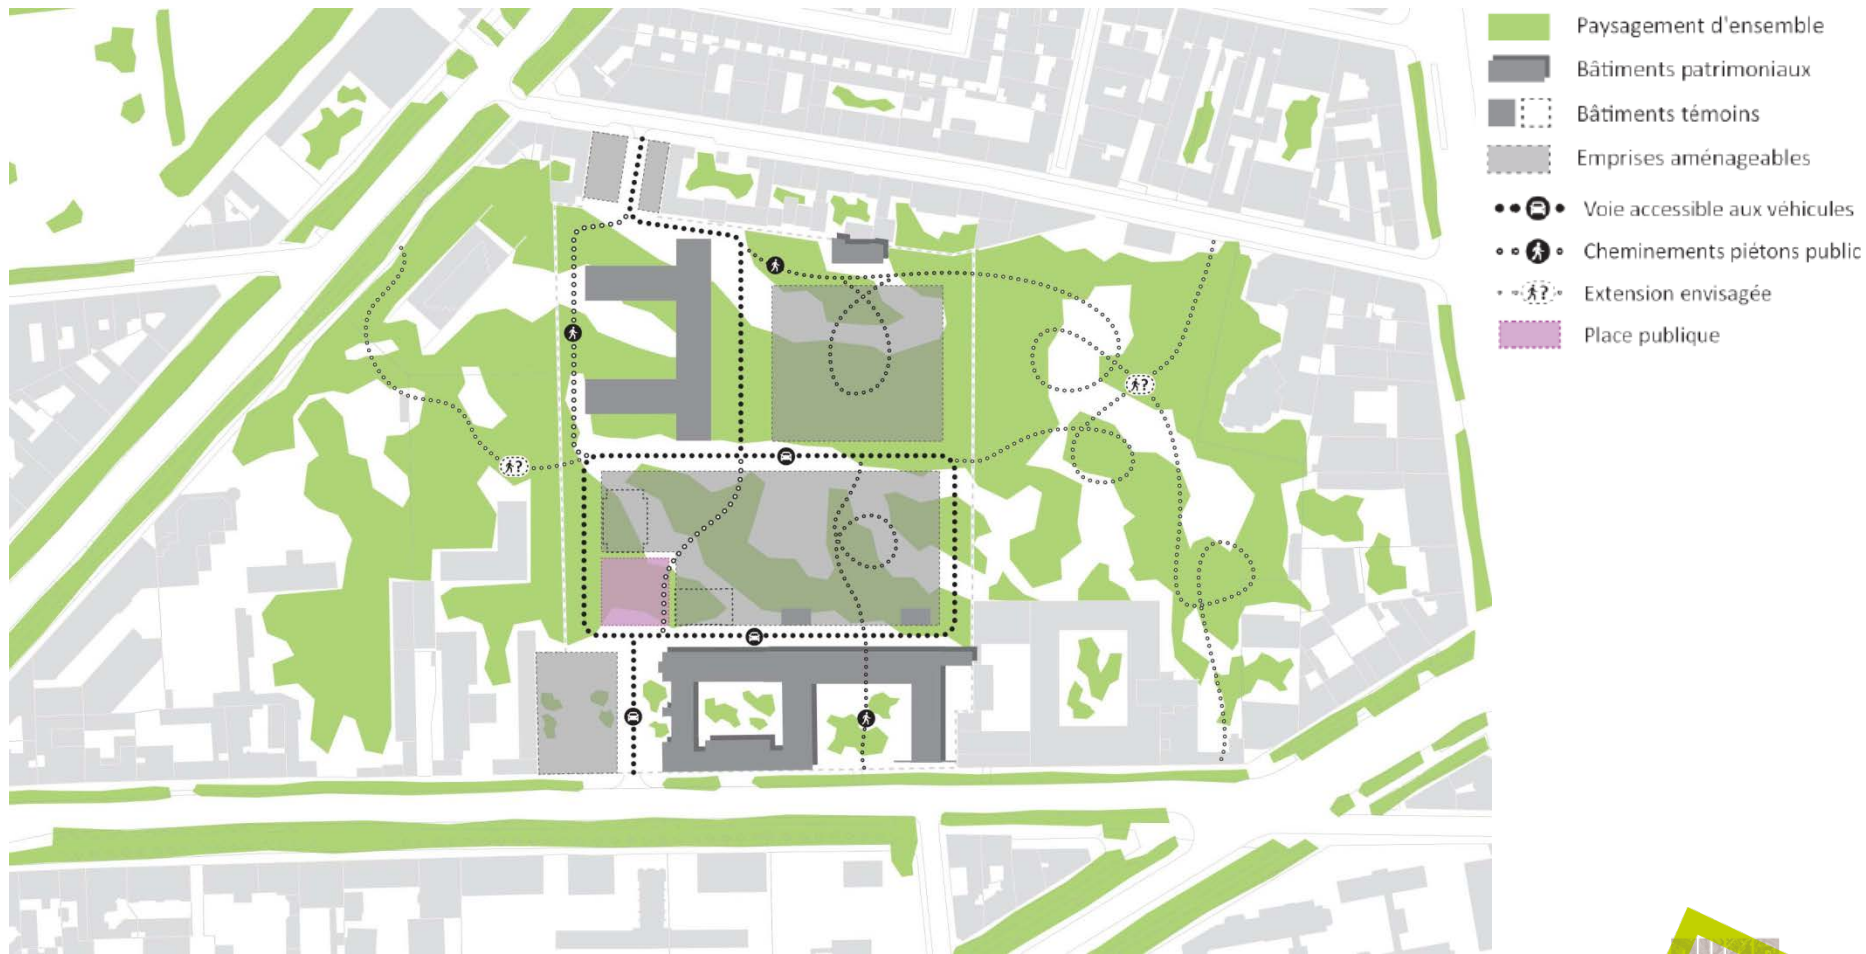 Paysagement d'ensemble
Bâtiments patrimoniaux
Bâtiments témoins
Emprises aménageables
Voie accessible aux véhicules
Cheminements piétons public
? Extension envisagée
Place publique
?
?